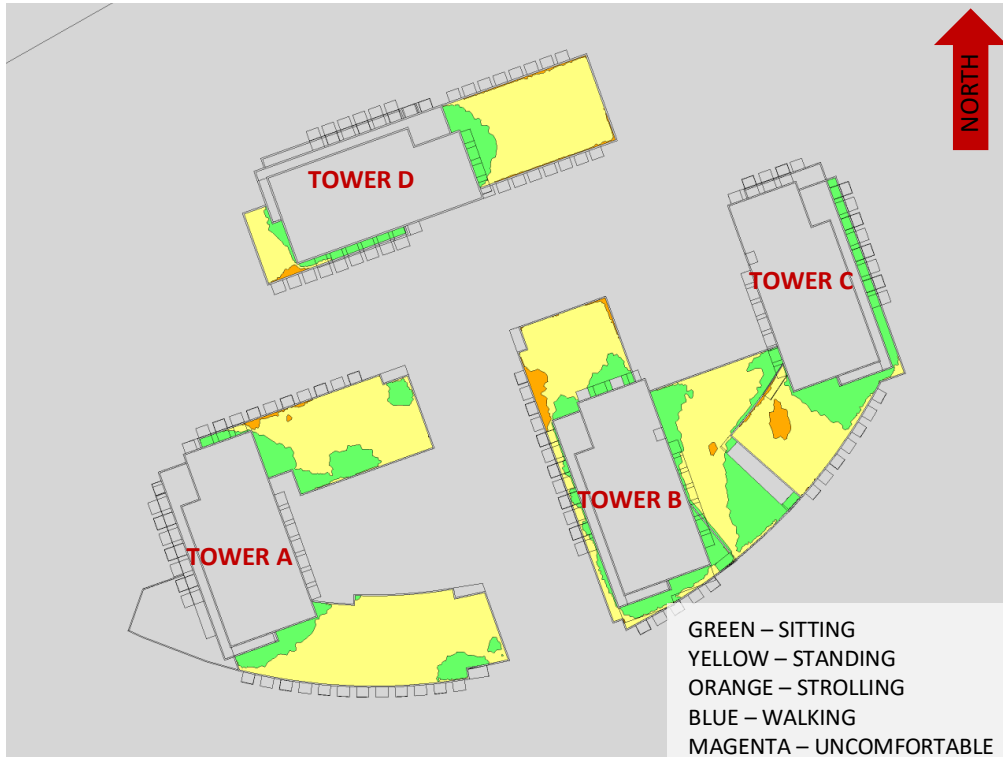 NORTH
TOWER D
TOWER C
TOWER B
TOWER A
GREEN – SITTING
YELLOW – STANDING
ORANGE – STROLLING
BLUE – WALKING
MAGENTA – UNCOMFORTABLE